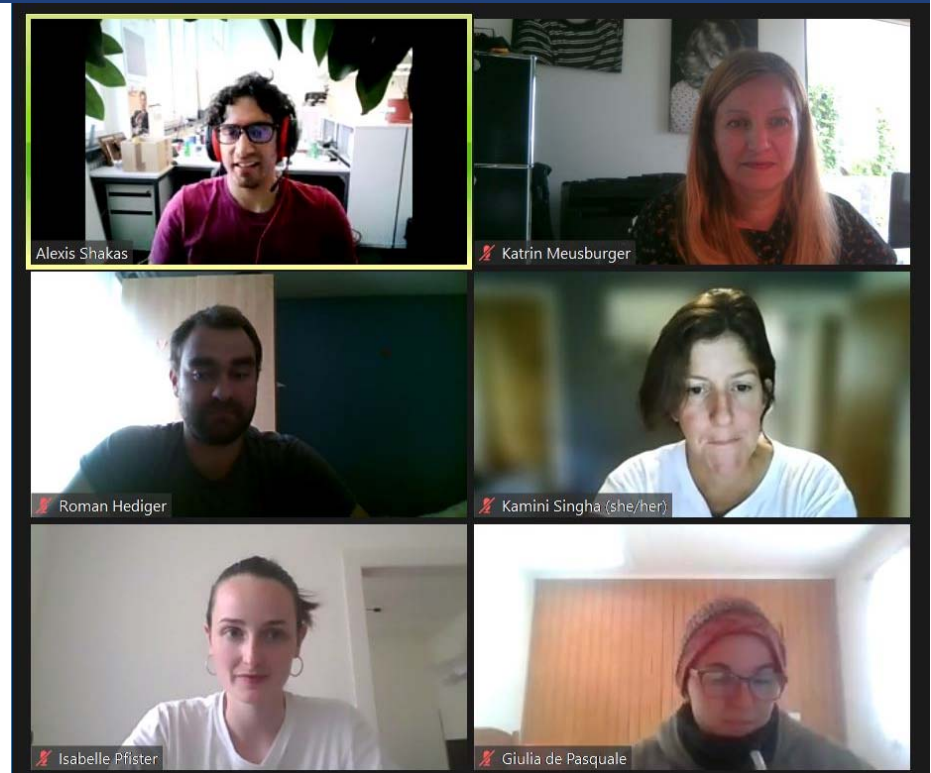 Alexis Shakas
Katrin Meusburger
Roman Hediger
Kamini Singha (she/her)
Isabelle Pfister
Giulia de Pasquale